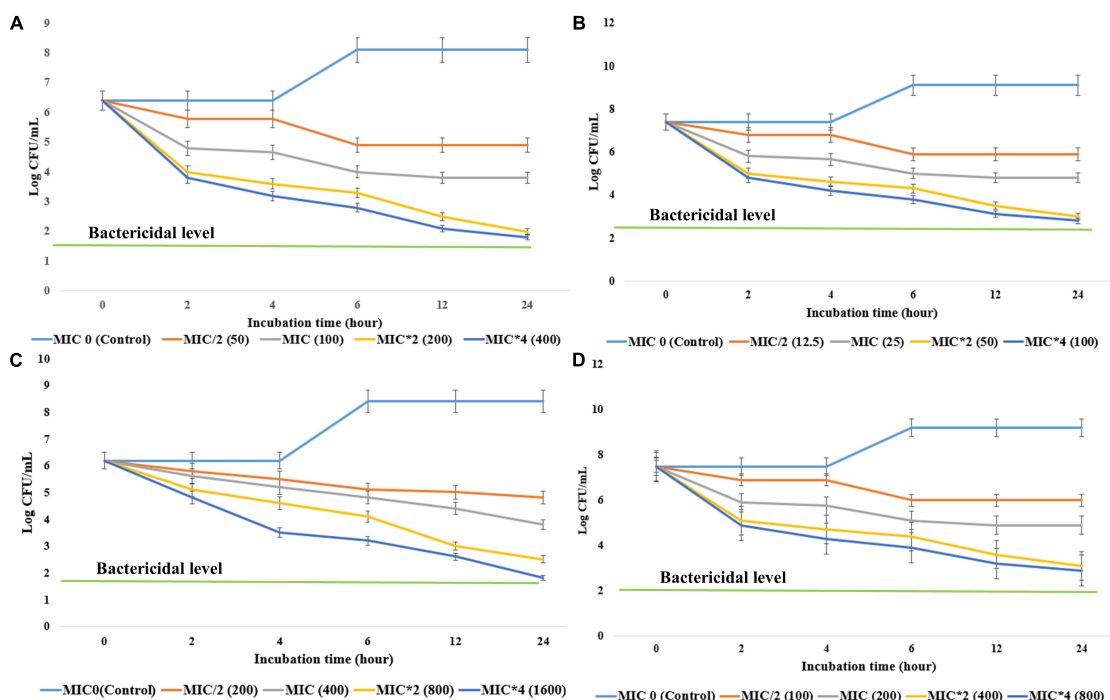 A
9
8
7
6
5
4
3
2
1
0
Log CFU/mL
Bactericidal level
0 2 4 6 12 24
Incubation time (hour)
MIC 0 (Control) MIC/2 (50) MIC (100) MIC*2 (200) MIC*4 (400)
B
12
10
8
6
4
2
0
Log CFU/mL
Bactericidal level
0 2 4 6 12 24
Incubation time (hour)
MIC 0 (Control) MIC/2 (12.5) MIC (25) MIC*2 (50) MIC*4 (100)
C
10
9
8
7
6
5
4
3
2
1
0
Log CFU/mL
Bactericidal level
0 2 4 6 12 24
Incubation time (hour)
MIC0(Control) MIC/2 (200) MIC (400) MIC*2 (800) MIC*4 (1600)
D
12
10
8
6
4
2
0
Log CFU/mL
Bactericidal level
0 2 4 6 12 24
Incubation time (hour)
MIC 0 (Control) MIC/2 (100) MIC (200) MIC*2 (400) MIC*4 (800)